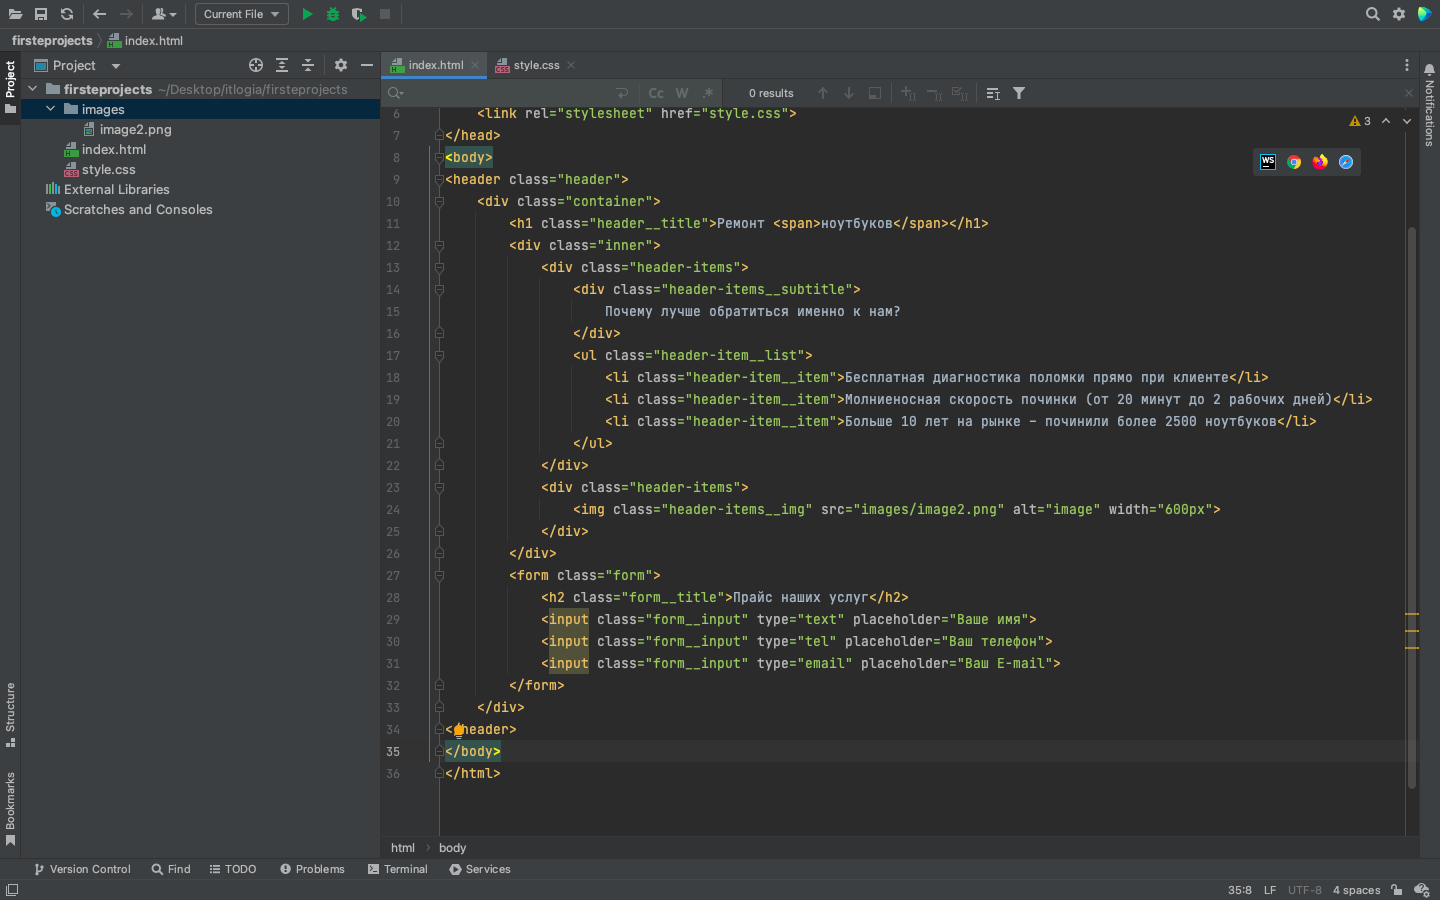 Current File
firsteprojects
index.html
Project
Project
firsteprojects ~/Desktop/itlogia/firsteprojects
images
image2.png
index.html
style.css
External Libraries
Scratches and Consoles
Structure
Bookmarks
index.html
style.css
Cc W .*
0 results
3
Notifications
6 <link rel="stylesheet" href="style.css">
7 </head>
8 <body>
9 <header class="header">
10 <div class="container">
11 <h1 class="header__title">Ремонт <span>ноутбуков</span></h1>
12 <div class="inner">
13 <div class="header-items">
14 <div class="header-items__subtitle">
15 Почему лучше обратиться именно к нам?
16 </div>
17 <ul class="header-item__list">
18 <li class="header-item__item">Бесплатная диагностика поломки прямо при клиенте</li>
19 <li class="header-item__item">Молниеносная скорость починки (от 20 минут до 2 рабочих дней)</li>
20 <li class="header-item__item">Больше 10 лет на рынке – починили более 2500 ноутбуков</li>
21 </ul>
22 </div>
23 <div class="header-items">
24 <img class="header-items__img" src="images/image2.png" alt="image" width="600px">
25 </div>
26 </div>
27 <form class="form">
28 <h2 class="form__title">Прайс наших услуг</h2>
29 <input class="form__input" type="text" placeholder="Ваше имя">
30 <input class="form__input" type="tel" placeholder="Ваш телефон">
31 <input class="form__input" type="email" placeholder="Ваш E-mail">
32 </form>
33 </div>
34 </header>
35 </body>
36 </html>
html
body
Version Control
Find
TODO
Problems
Terminal
Services
35:8 LF UTF-8 4 spaces